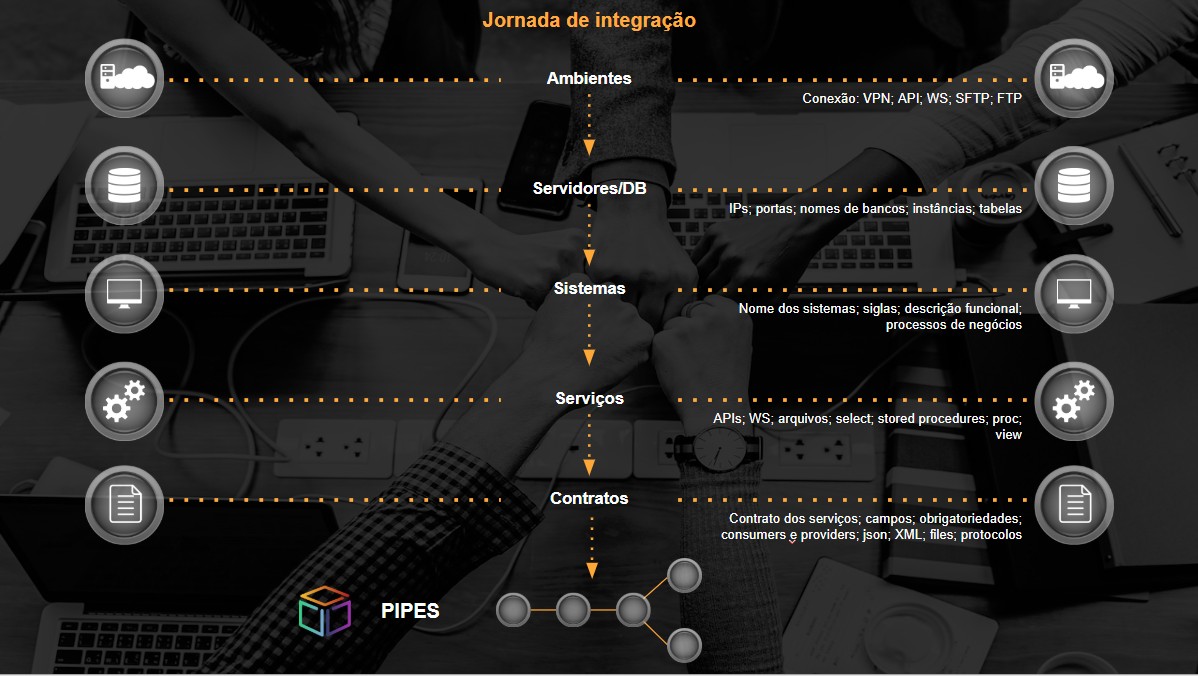 Jornada de integração
Ambientes
Conexão: VPN; API; WS; SFTP; FTP
Servidores/DB
IPs; portas; nomes de bancos; instâncias; tabelas
Sistemas
Nome dos sistemas; siglas; descrição funcional;
processos de negócios
Serviços
APIs; WS; arquivos; select; stored procedures; proc;
view
Contratos
Contrato dos serviços; campos; obrigatoriedades;
consumers e providers; json; XML; files; protocolos
PIPES